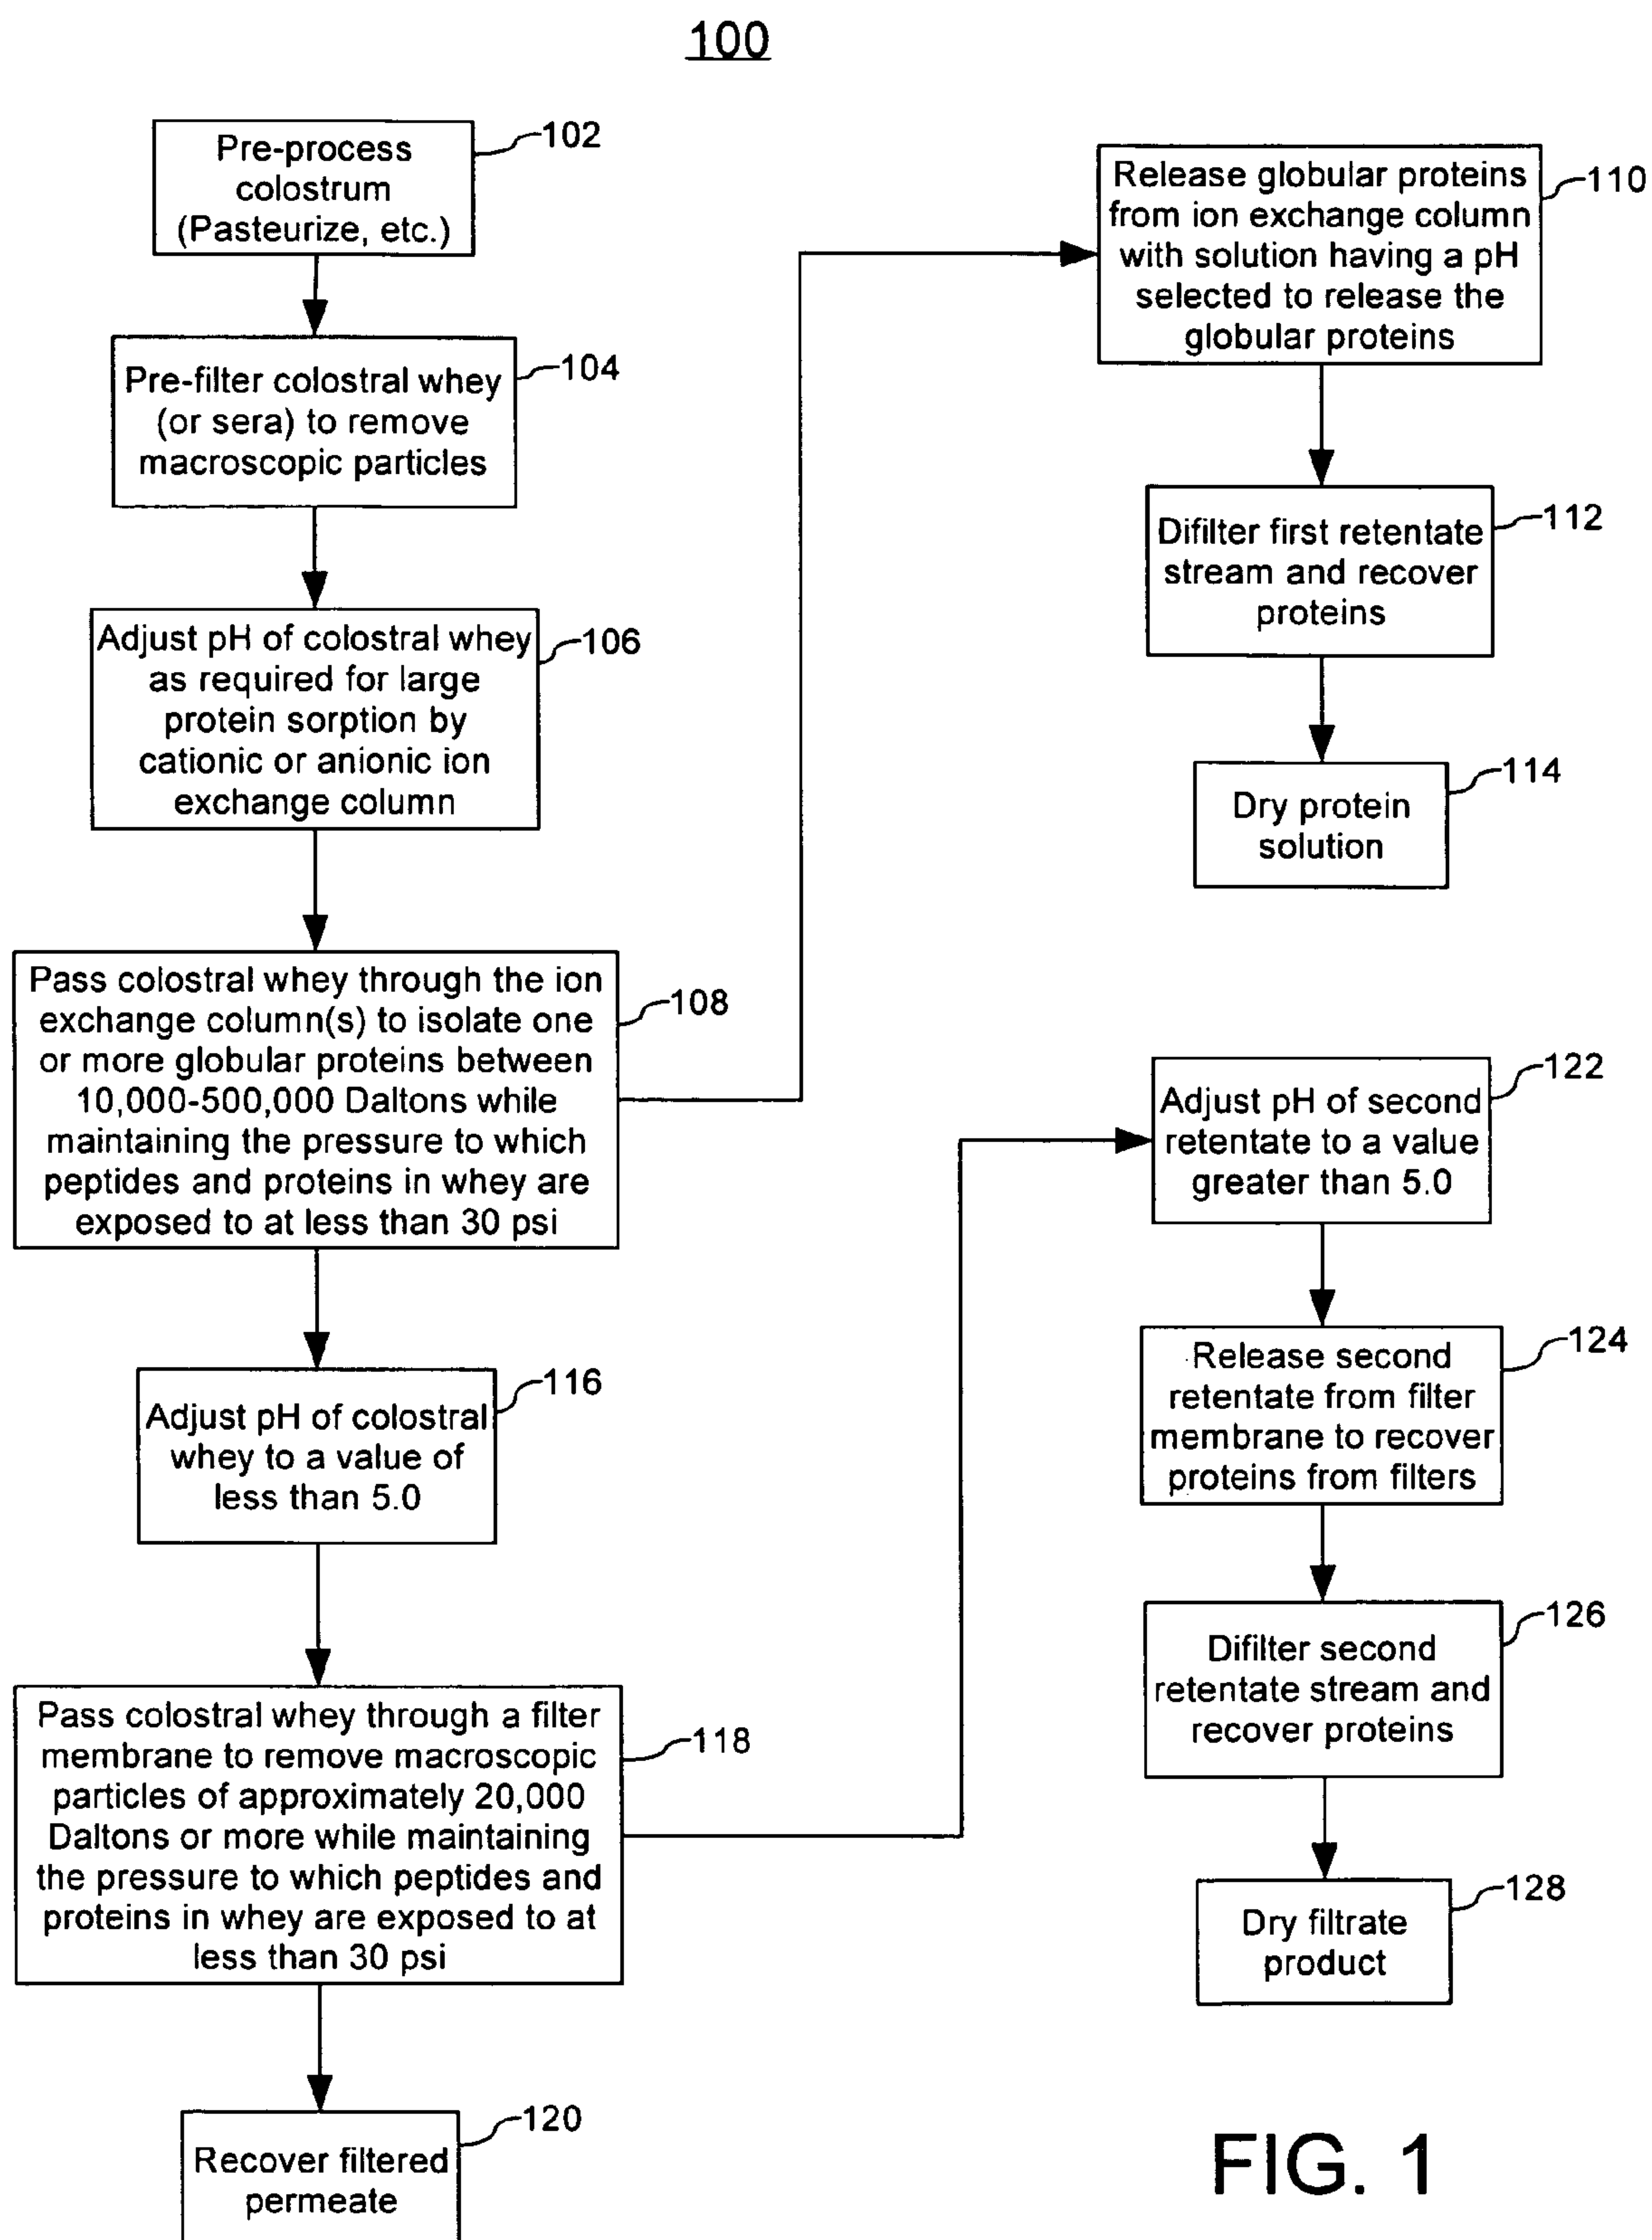 100
Pre-process
colostrum
(Pasteurize, etc.)
102
Pre-filter colostral whey
(or sera) to remove
macroscopic particles
104
Adjust pH of colostral whey
as required for large
protein sorption by
cationic or anionic ion
exchange column
106
Pass colostral whey through the ion
exchange column(s) to isolate one
or more globular proteins between
10,000-500,000 Daltons while
maintaining the pressure to which
peptides and proteins in whey are
exposed to at less than 30 psi
108
Adjust pH of colostral
whey to a value of
less than 5.0
116
Pass colostral whey through a filter
membrane to remove macroscopic
particles of approximately 20,000
Daltons or more while maintaining
the pressure to which peptides and
proteins in whey are exposed to at
less than 30 psi
118
Recover filtered
permeate
120
Release globular proteins
from ion exchange column
with solution having a pH
selected to release the
globular proteins
110
Difilter first retentate
stream and recover
proteins
112
Dry protein
solution
114
Adjust pH of second
retentate to a value
greater than 5.0
122
Release second
retentate from filter
membrane to recover
proteins from filters
124
Difilter second
retentate stream and
recover proteins
126
Dry filtrate
product
128
FIG. 1